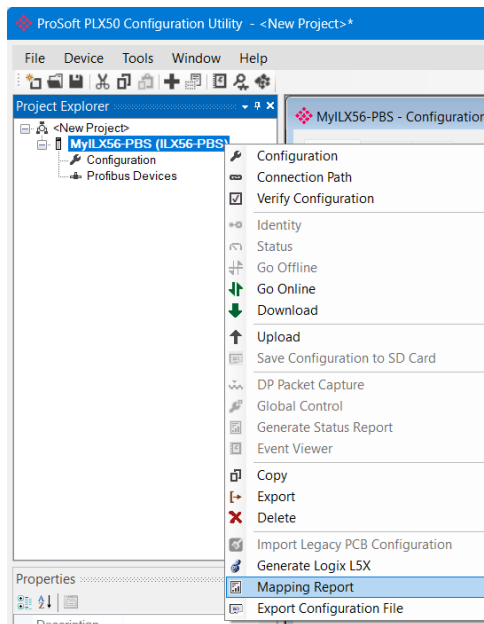 ProSoft PLX50 Configuration Utility - <New Project>*
File Device Tools Window Help
Project Explorer
MyILX56-PBS - Configuration
<New Project>
MyILX56-PBS (ILX56-PBS)
Configuration
Profibus Devices
Configuration
Connection Path
Verify Configuration
Identity
Status
Go Offline
Go Online
Download
Upload
Save Configuration to SD Card
DP Packet Capture
Global Control
Generate Status Report
Event Viewer
Copy
Export
Delete
Import Legacy PCB Configuration
Generate Logix L5X
Mapping Report
Export Configuration File
Properties
Description